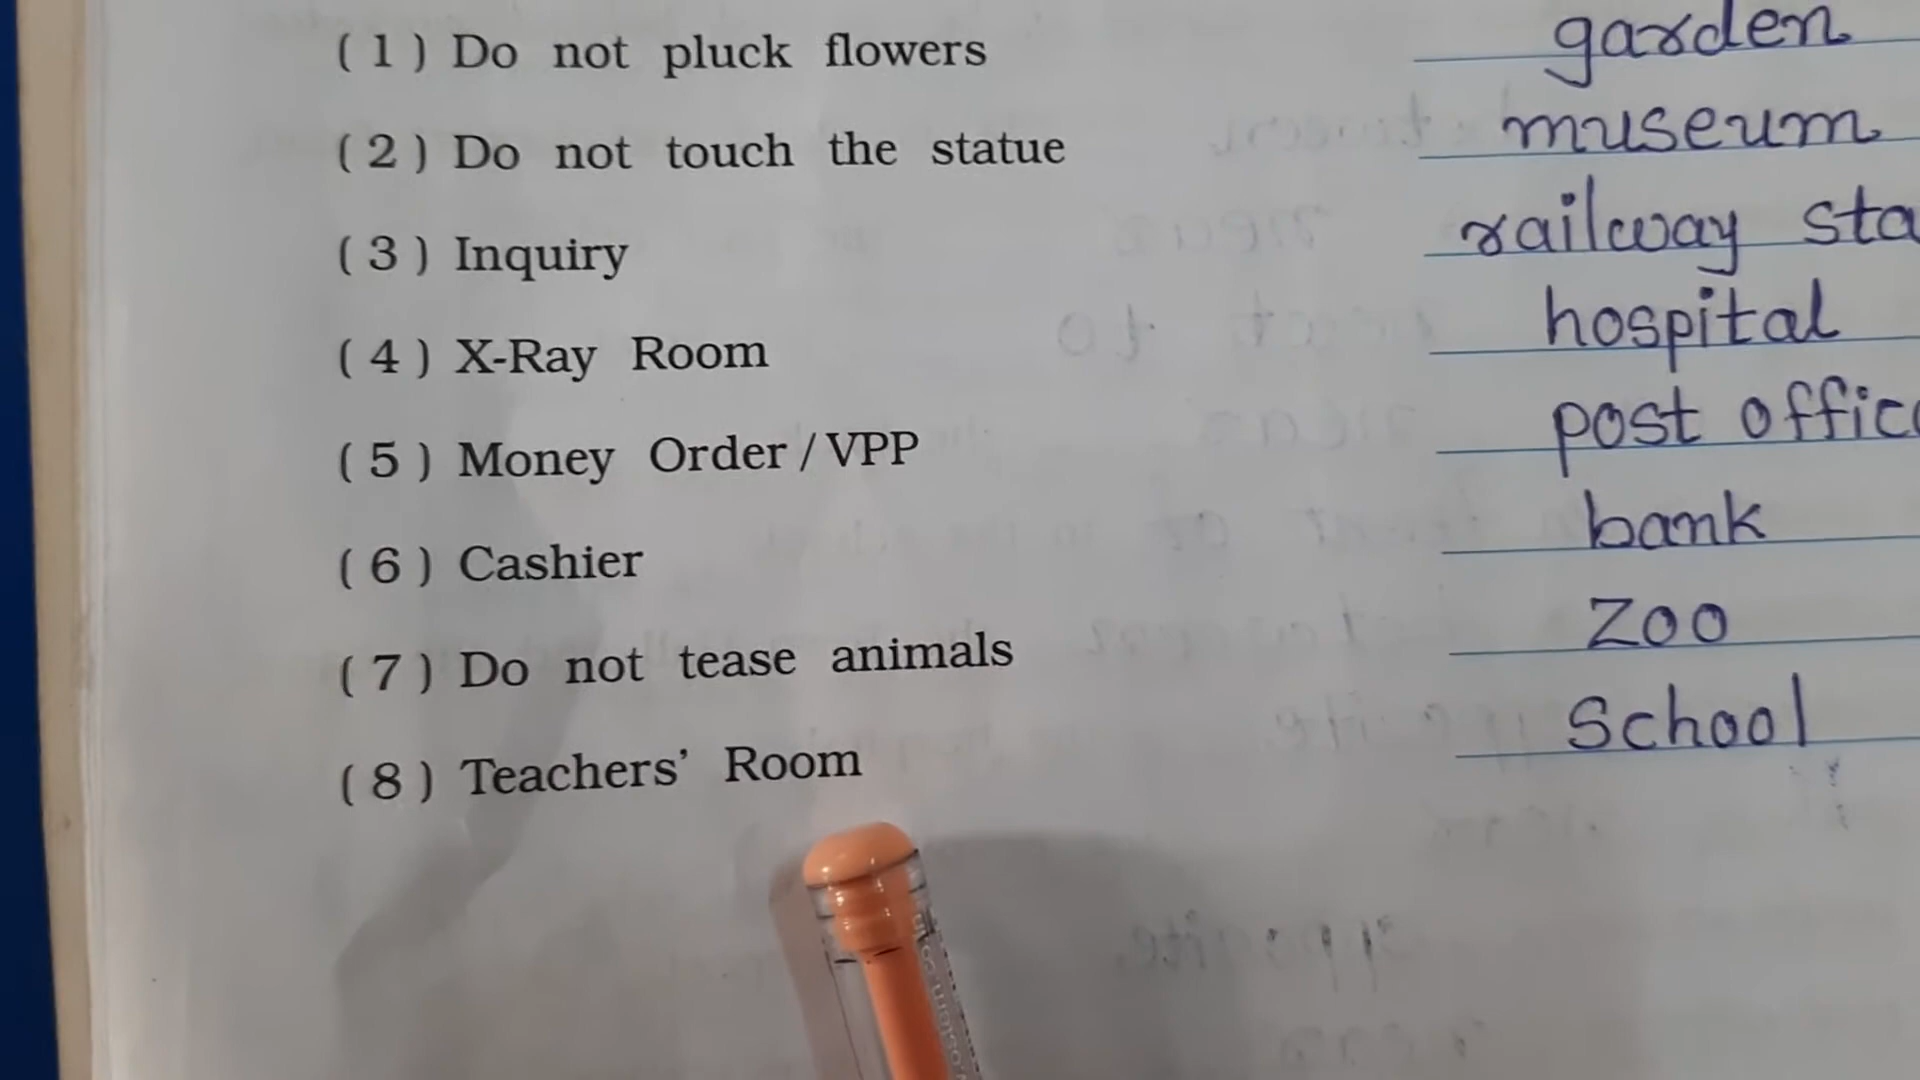 ( 1 ) Do not pluck flowers garden
( 2 ) Do not touch the statue museum
( 3 ) Inquiry railway sta
( 4 ) X-Ray Room hospital
( 5 ) Money Order / VPP post offic
( 6 ) Cashier bank
( 7 ) Do not tease animals Zoo
( 8 ) Teachers' Room School